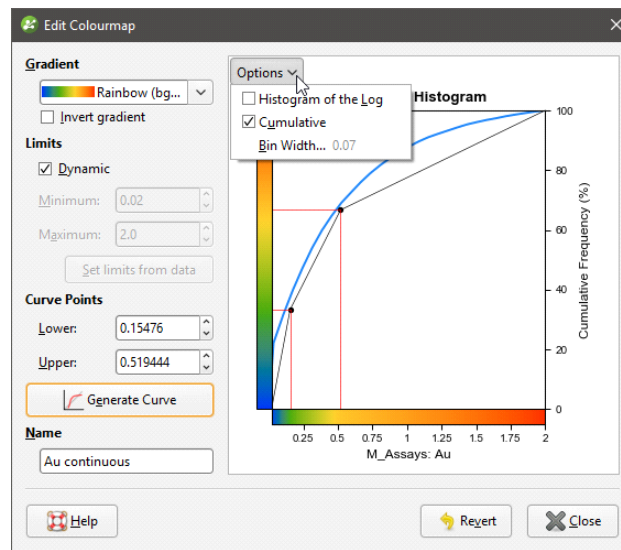 Edit Colourmap
Gradient
Rainbow (bg...
Invert gradient
Limits
Dynamic
Minimum: 0.02
Maximum: 2.0
Set limits from data
Curve Points
Lower: 0.15476
Upper: 0.519444
Generate Curve
Name
Au continuous
Options
Histogram of the Log
Cumulative
Bin Width... 0.07
Histogram
100
80
60
40
20
0
Cumulative Frequency (%)
0.25 0.5 0.75 1 1.25 1.5 1.75 2
M_Assays: Au
Help
Revert
Close